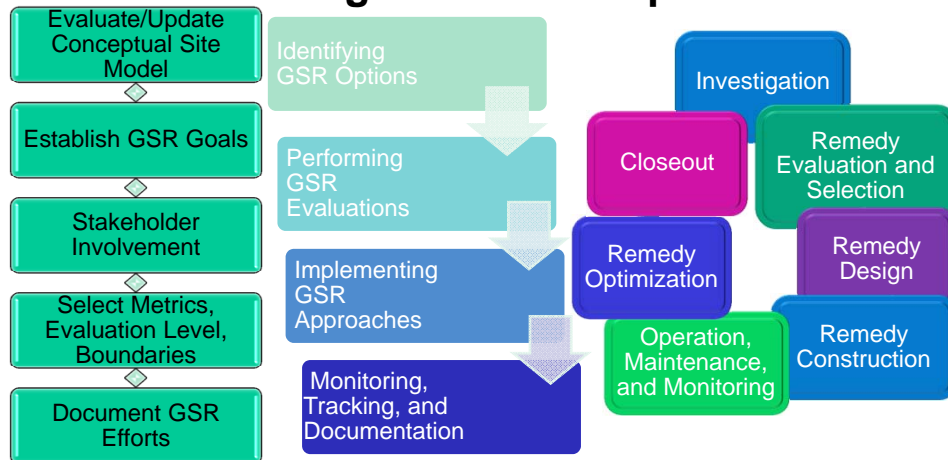 Evaluate/Update
Conceptual Site
Model
Establish GSR Goals
Stakeholder
Involvement
Select Metrics,
Evaluation Level,
Boundaries
Document GSR
Efforts
Identifying
GSR Options
Performing
GSR
Evaluations
Implementing
GSR
Approaches
Monitoring,
Tracking, and
Documentation
Investigation
Remedy
Evaluation and
Selection
Remedy
Design
Remedy
Construction
Operation,
Maintenance,
and Monitoring
Remedy
Optimization
Closeout